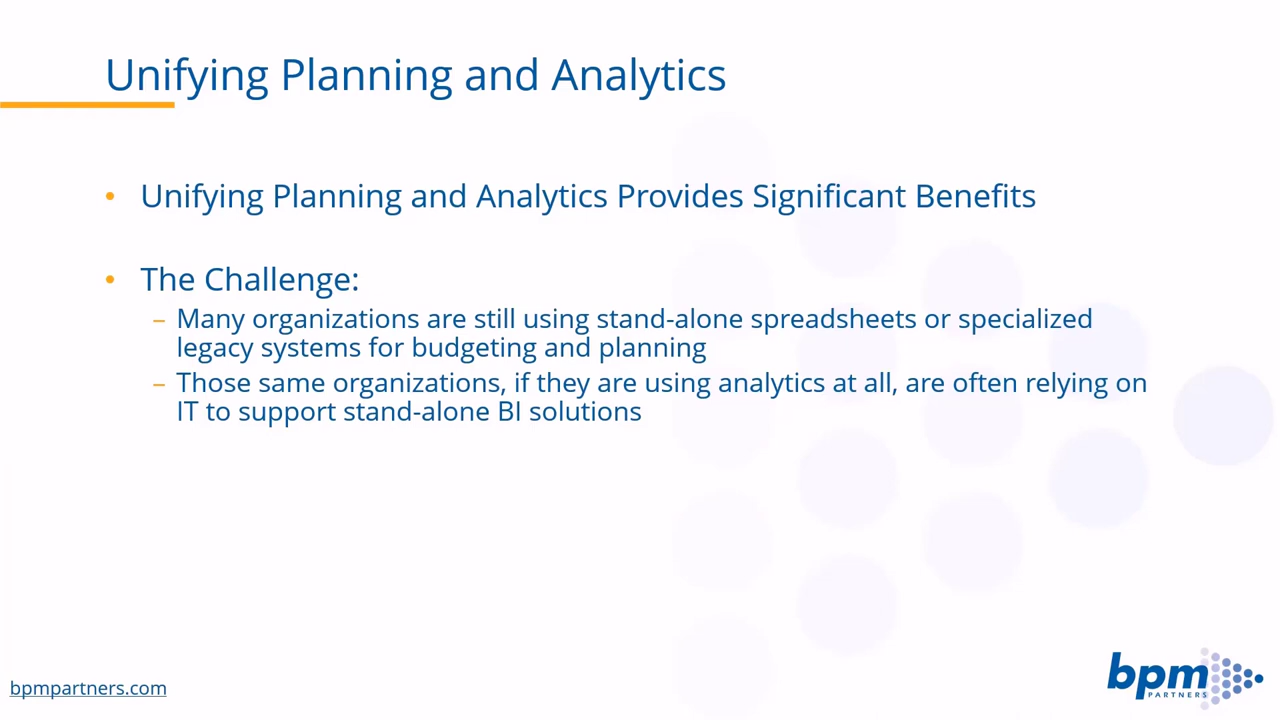 Unifying Planning and Analytics
• Unifying Planning and Analytics Provides Significant Benefits
• The Challenge:
– Many organizations are still using stand-alone spreadsheets or specialized
legacy systems for budgeting and planning
– Those same organizations, if they are using analytics at all, are often relying on
IT to support stand-alone BI solutions
bpmpartners.com
bpm
PARTNERS